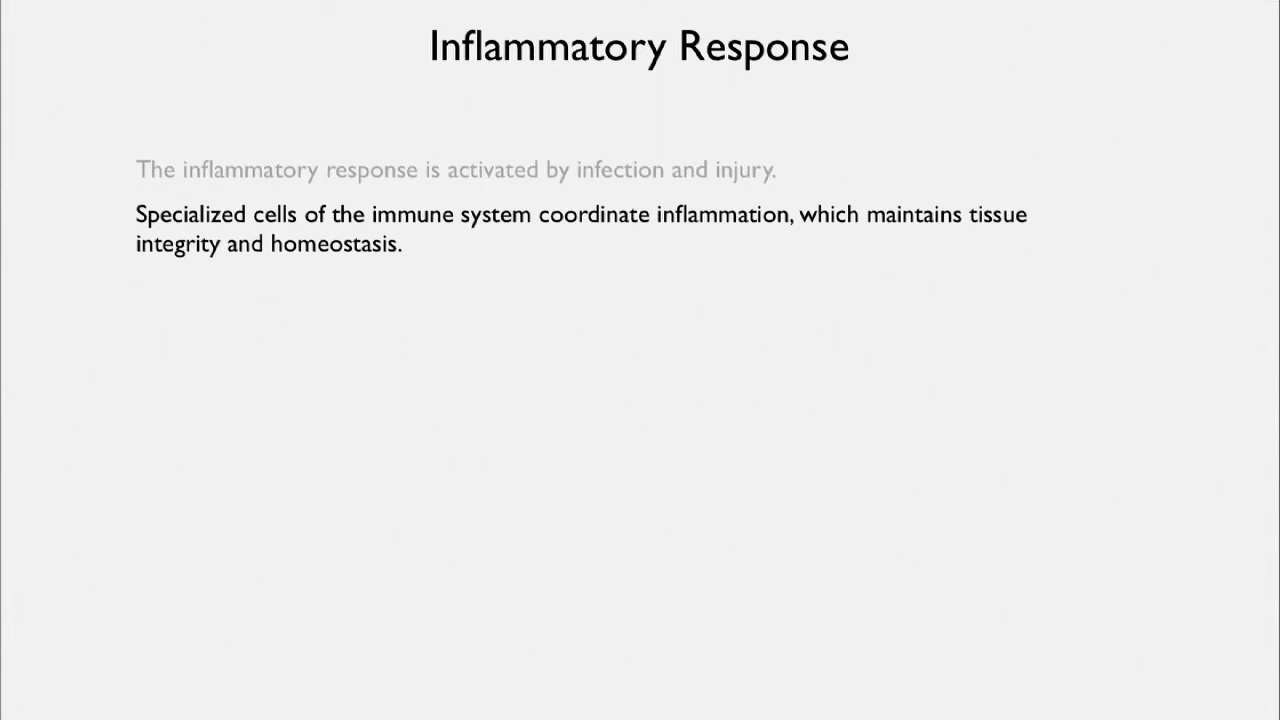 Inflammatory Response
The inflammatory response is activated by infection and injury.
Specialized cells of the immune system coordinate inflammation, which maintains tissue
integrity and homeostasis.